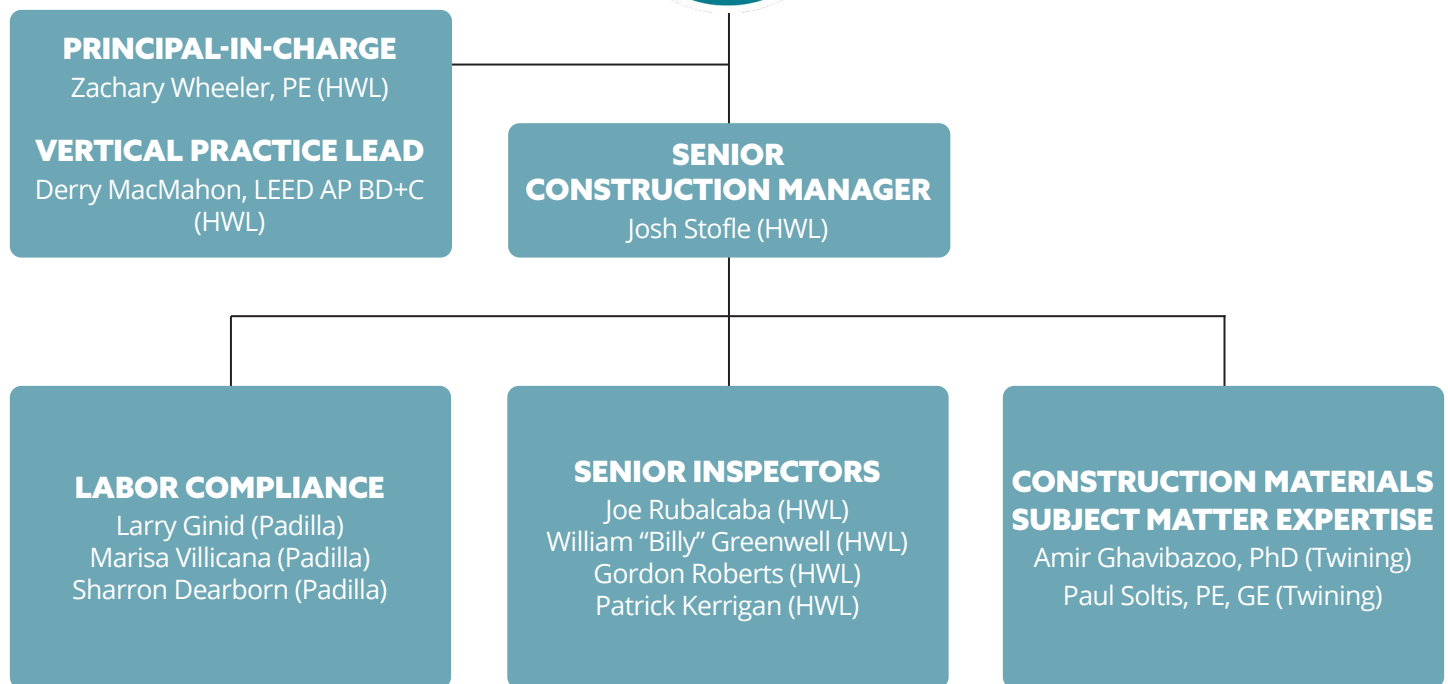 PRINCIPAL-IN-CHARGE
Zachary Wheeler, PE (HWL)
VERTICAL PRACTICE LEAD
Derry MacMahon, LEED AP BD+C
(HWL)
SENIOR
CONSTRUCTION MANAGER
Josh Stofle (HWL)
LABOR COMPLIANCE
Larry Ginid (Padilla)
Marisa Villicana (Padilla)
Sharron Dearborn (Padilla)
SENIOR INSPECTORS
Joe Rubalcaba (HWL)
William “Billy” Greenwell (HWL)
Gordon Roberts (HWL)
Patrick Kerrigan (HWL)
CONSTRUCTION MATERIALS
SUBJECT MATTER EXPERTISE
Amir Ghavibazoo, PhD (Twining)
Paul Soltis, PE, GE (Twining)